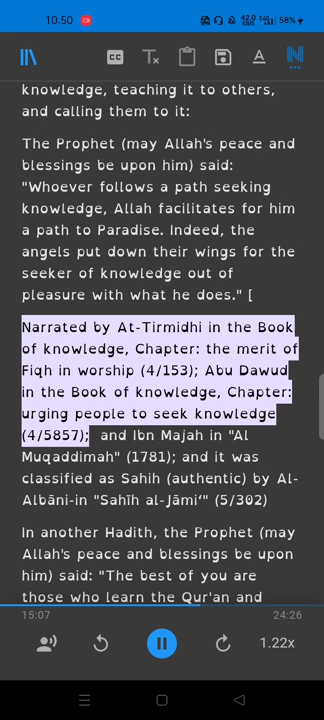 10.50
42.0
58%
CC
knowledge, teaching it to others,
and calling them to it:
The Prophet (may Allah's peace and
blessings be upon him) said:
"Whoever follows a path seeking
knowledge, Allah facilitates for him
a path to Paradise. Indeed, the
angels put down their wings for the
seeker of knowledge out of
pleasure with what he does." [
Narrated by At-Tirmidhi in the Book
of knowledge, Chapter: the merit of
Fiqh in worship (4/153); Abu Dawud
in the Book of knowledge, Chapter:
urging people to seek knowledge
(4/5857); and Ibn Majah in "Al
Muqaddimah" (1781); and it was
classified as Sahih (authentic) by Al-
Albāni-in "Sahīh al-Jāmi‘" (5/302)
In another Hadith, the Prophet (may
Allah's peace and blessings be upon
him) said: "The best of you are
those who learn the Qur'an and
15:07
24:26
1.22x